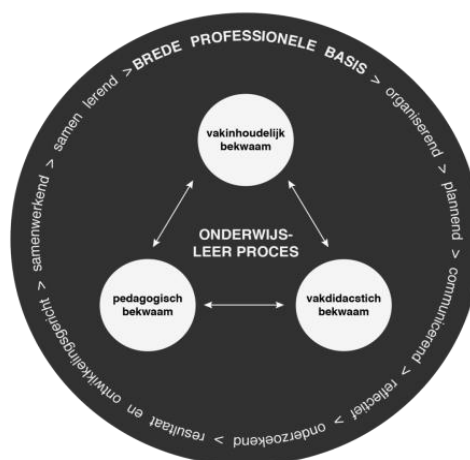 BREDE PROFESSIONELE BASIS > organiserend > plannend > communicerend > reflectief > onderzoekend > resultaat en ontwikkelingsgericht > samenwerkend > samen lerend >
vakinhoudelijk
bekwaam
ONDERWIJS-
LEER PROCES
pedagogisch
bekwaam
vakdidacstich
bekwaam